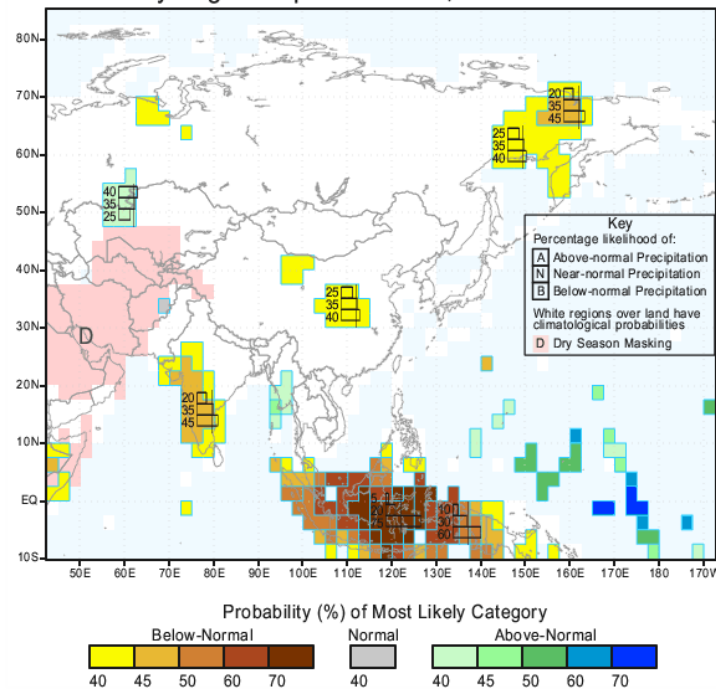 80N
70N
60N
50N
40N
30N
20N
10N
EQ
10S
20
35
45
25
35
40
40
35
25
25
35
40
20
35
45
5
20
75
10
30
60
D
Key
Percentage likelihood of:
A Above-normal Precipitation
N Near-normal Precipitation
B Below-normal Precipitation
White regions over land have
climatological probabilities
D Dry Season Masking
50E 60E 70E 80E 90E 100E 110E 120E 130E 140E 150E 160E 170E 180 170W
Probability (%) of Most Likely Category
Below-Normal Normal Above-Normal
40 45 50 60 70 40 40 45 50 60 70